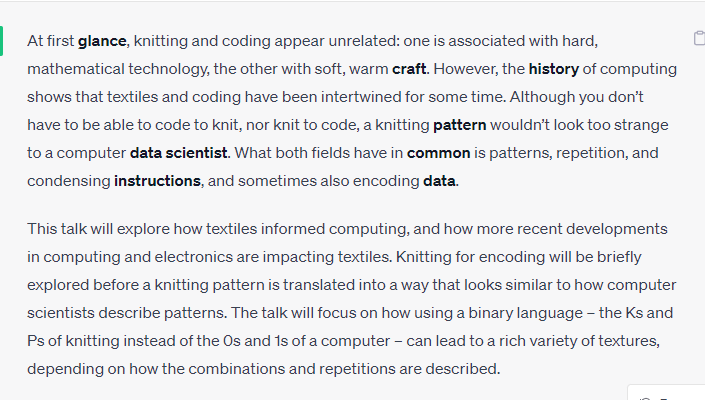 At first glance, knitting and coding appear unrelated: one is associated with hard,
mathematical technology, the other with soft, warm craft. However, the history of computing
shows that textiles and coding have been intertwined for some time. Although you don’t
have to be able to code to knit, nor knit to code, a knitting pattern wouldn’t look too strange
to a computer data scientist. What both fields have in common is patterns, repetition, and
condensing instructions, and sometimes also encoding data.
This talk will explore how textiles informed computing, and how more recent developments
in computing and electronics are impacting textiles. Knitting for encoding will be briefly
explored before a knitting pattern is translated into a way that looks similar to how computer
scientists describe patterns. The talk will focus on how using a binary language – the Ks and
Ps of knitting instead of the 0s and 1s of a computer – can lead to a rich variety of textures,
depending on how the combinations and repetitions are described.